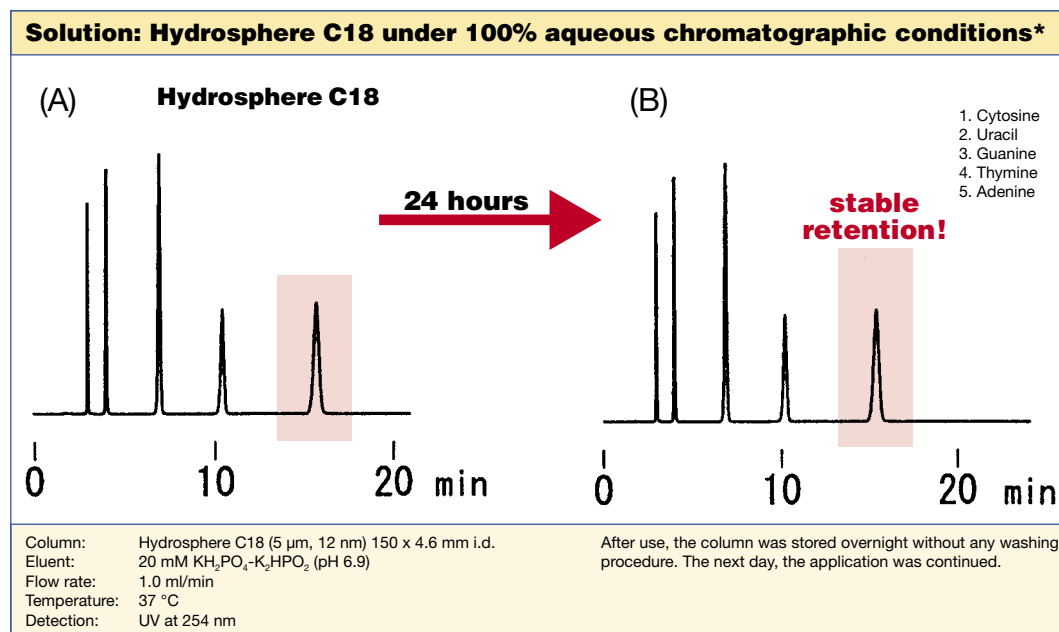 Solution: Hydrosphere C18 under 100% aqueous chromatographic conditions*
(A)
Hydrosphere C18
(B)
1. Cytosine
2. Uracil
3. Guanine
4. Thymine
5. Adenine
24 hours
stable
retention!
0 10 20 min
0 10 20 min
Column: Hydrosphere C18 (5 µm, 12 nm) 150 x 4.6 mm i.d.
Eluent: 20 mM KH₂PO₄-K₂HPO₂ (pH 6.9)
Flow rate: 1.0 ml/min
Temperature: 37 °C
Detection: UV at 254 nm
After use, the column was stored overnight without any washing
procedure. The next day, the application was continued.